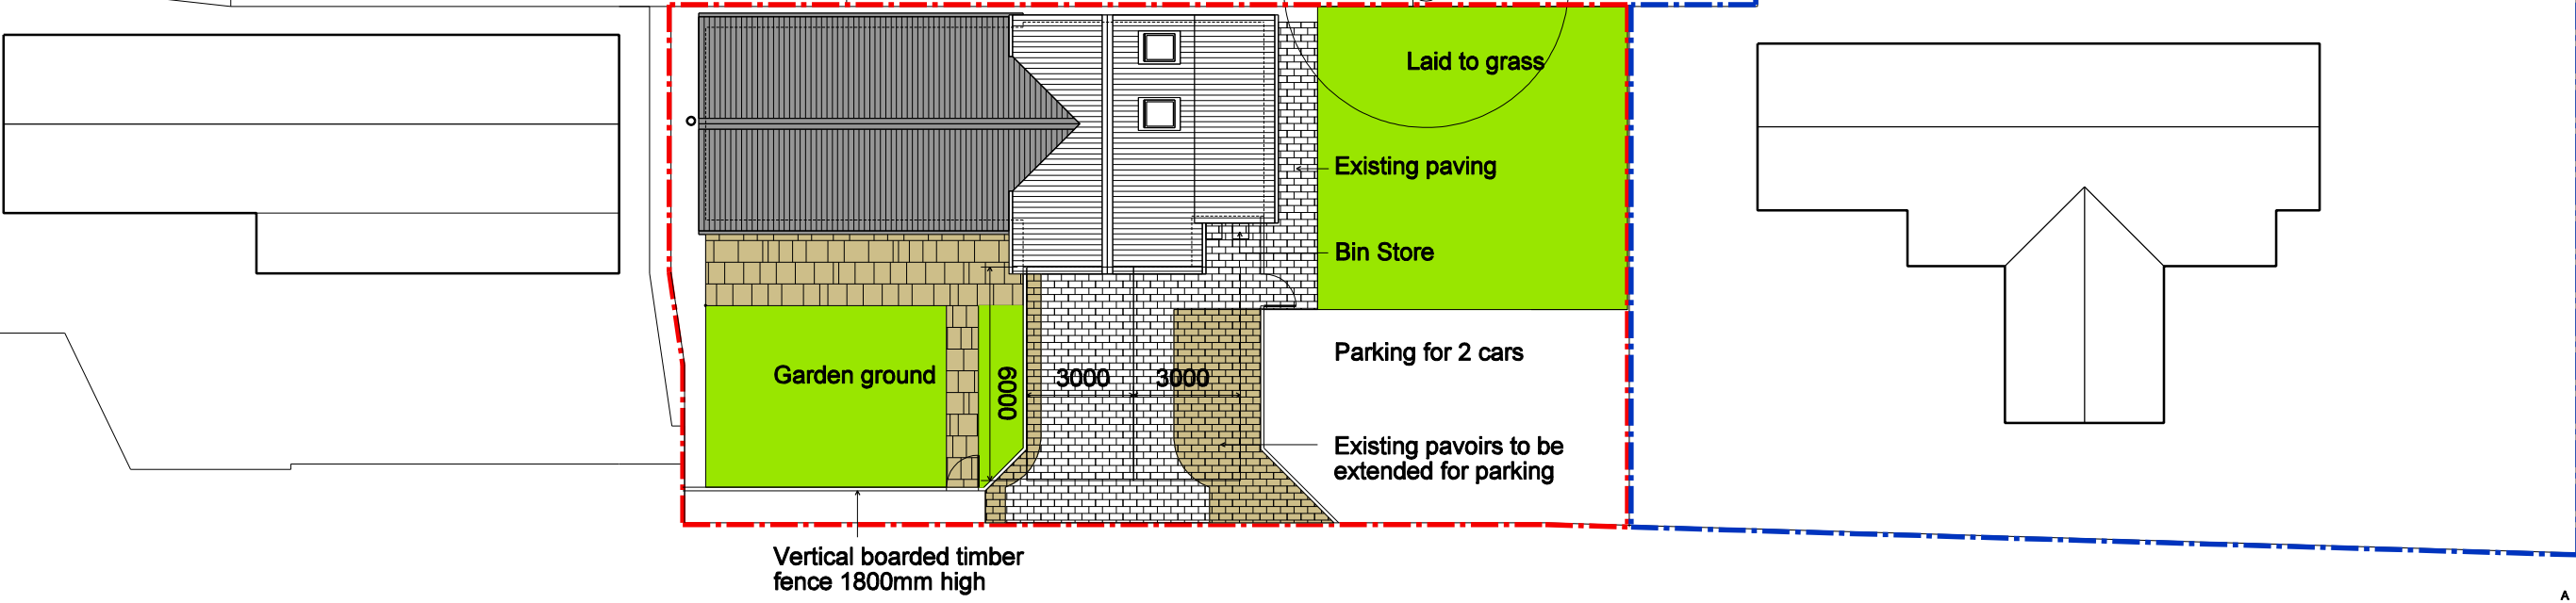 Laid to grass
Existing paving
Bin Store
Parking for 2 cars
Garden ground
6000
3000
3000
Existing pavoirs to be
extended for parking
Vertical boarded timber
fence 1800mm high
A